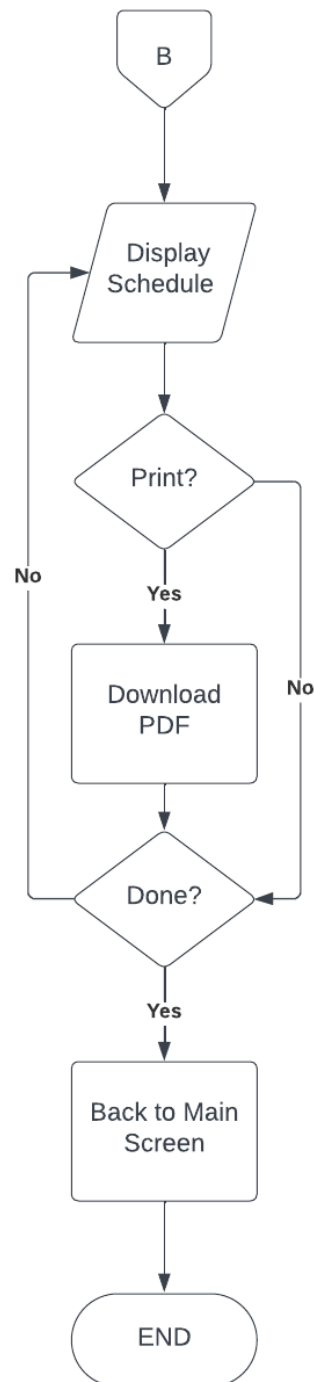 B
Display
Schedule
Print?
No
Yes
Download
PDF
No
Done?
Yes
Back to Main
Screen
END